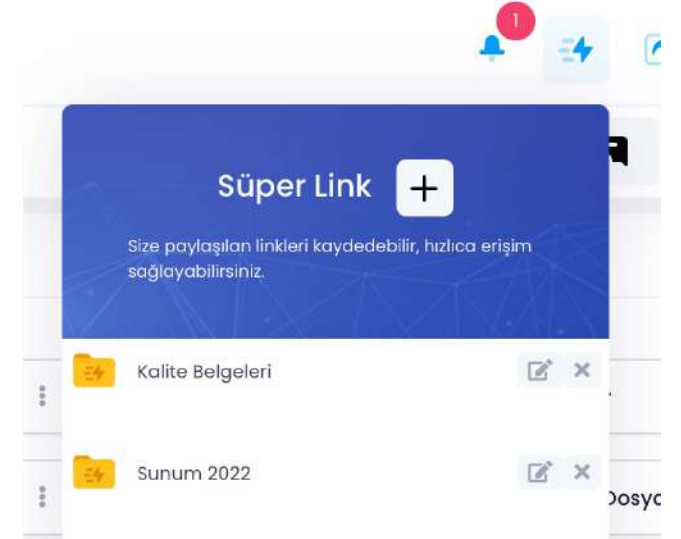 1
Süper Link
Size paylaşılan linkleri kaydedebilir, hızlıca erişim
sağlayabilirsiniz.
Kalite Belgeleri
Sunum 2022